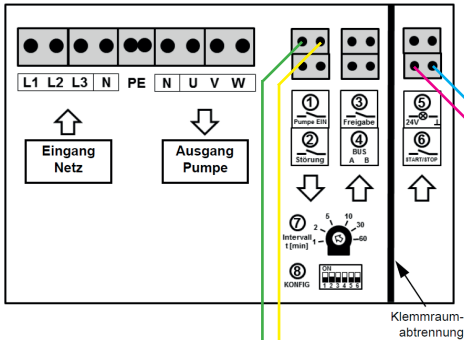 L1 L2 L3 N PE N U V W
Eingang
Netz
Ausgang
Pumpe
1
Pumpe EIN
2
Störung
3
Freigabe
4
BUS
A B
5
24V
6
START/STOP
7
Intervall
t [min]
1 2 5 10 30 60
8
KONFIG
ON
1 2 3 4 5 6
Klemmraum-
abtrennung